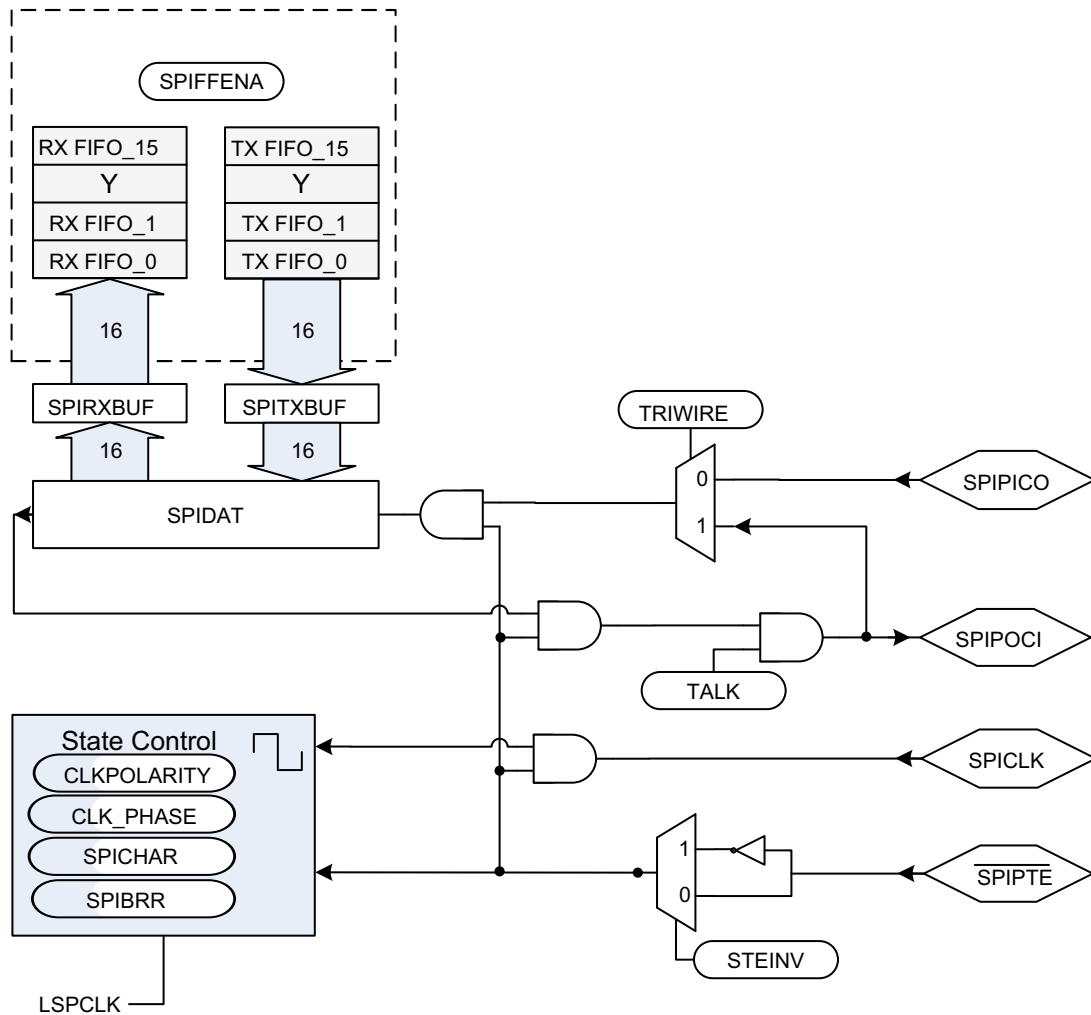 SPIFFENA
RX FIFO_15
Y
RX FIFO_1
RX FIFO_0
TX FIFO_15
Y
TX FIFO_1
TX FIFO_0
16
16
SPIRXBUF
SPITXBUF
16
16
SPIDAT
TRIWIRE
0
1
SPIPICO
SPIPOCI
TALK
State Control
CLKPOLARITY
CLK_PHASE
SPICHAR
SPIBRR
LSPCLK
SPICLK
1
0
SPIPTE
STEINV